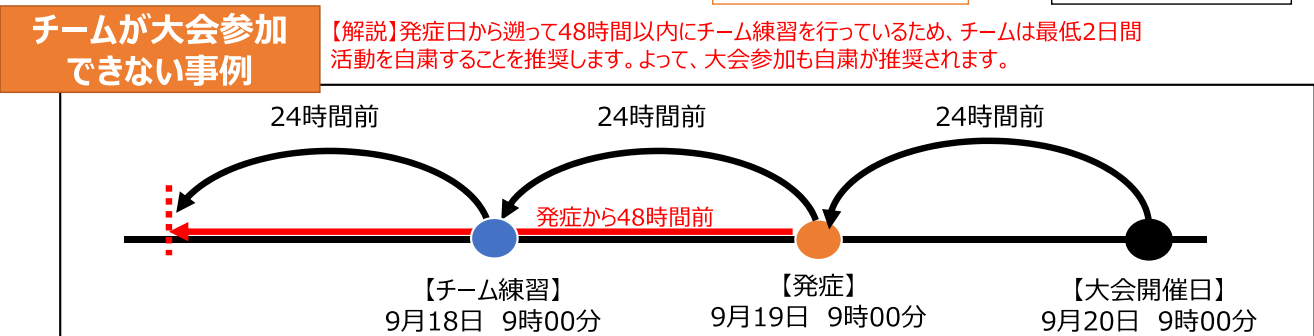 チームが大会参加
できない事例
【解説】発症日から遡って48時間以内にチーム練習を行っているため、チームは最低2日間
活動を自粛することを推奨します。よって、大会参加も自粛が推奨されます。
24時間前
24時間前
24時間前
発症から48時間前
【チーム練習】
9月18日 9時00分
【発症】
9月19日 9時00分
【大会開催日】
9月20日 9時00分